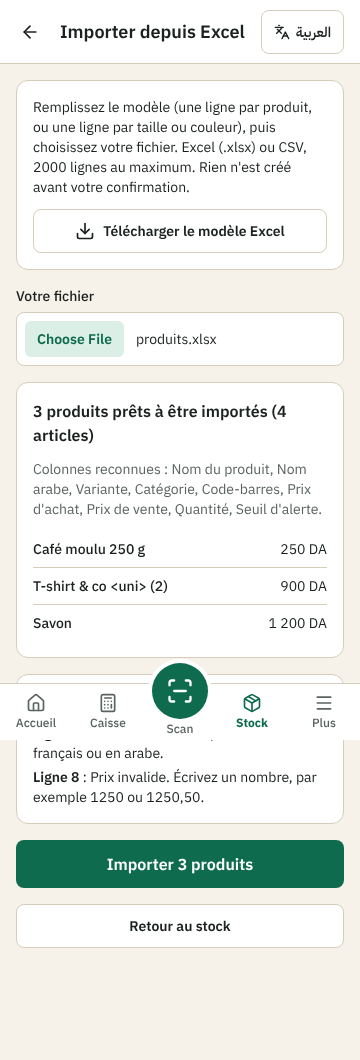 Importer depuis Excel
العربية
Remplissez le modèle (une ligne par produit,
ou une ligne par taille ou couleur), puis
choisissez votre fichier. Excel (.xlsx) ou CSV,
2000 lignes au maximum. Rien n'est créé
avant votre confirmation.
Télécharger le modèle Excel
Votre fichier
Choose File produits.xlsx
3 produits prêts à être importés (4
articles)
Colonnes reconnues : Nom du produit, Nom
arabe, Variante, Catégorie, Code-barres, Prix
d'achat, Prix de vente, Quantité, Seuil d'alerte.
Café moulu 250 g 250 DA
T-shirt & co <uni> (2) 900 DA
Savon 1 200 DA
Accueil
Caisse
Scan
Stock
Plus
français ou en arabe.
Ligne 8 : Prix invalide. Écrivez un nombre, par
exemple 1250 ou 1250,50.
Importer 3 produits
Retour au stock